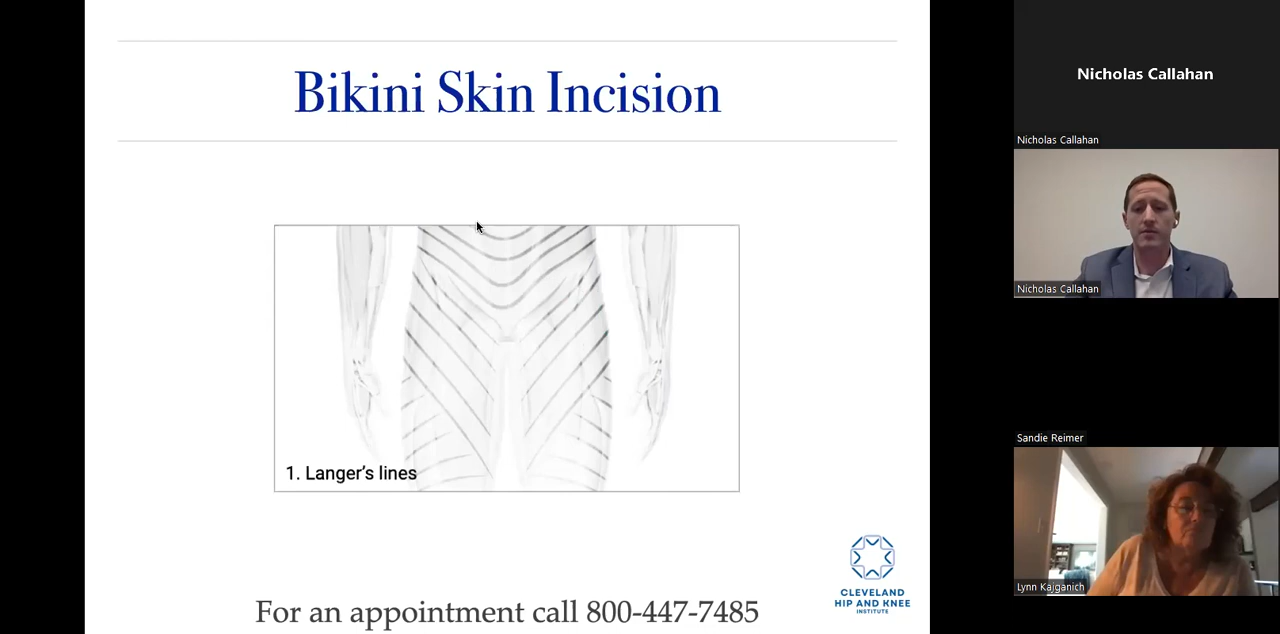 Bikini Skin Incision
1. Langer's lines
CLEVELAND
HIP AND KNEE
INSTITUTE
For an appointment call 800-447-7485
Nicholas Callahan
Nicholas Callahan
Nicholas Callahan
Sandie Reimer
Lynn Kajganich